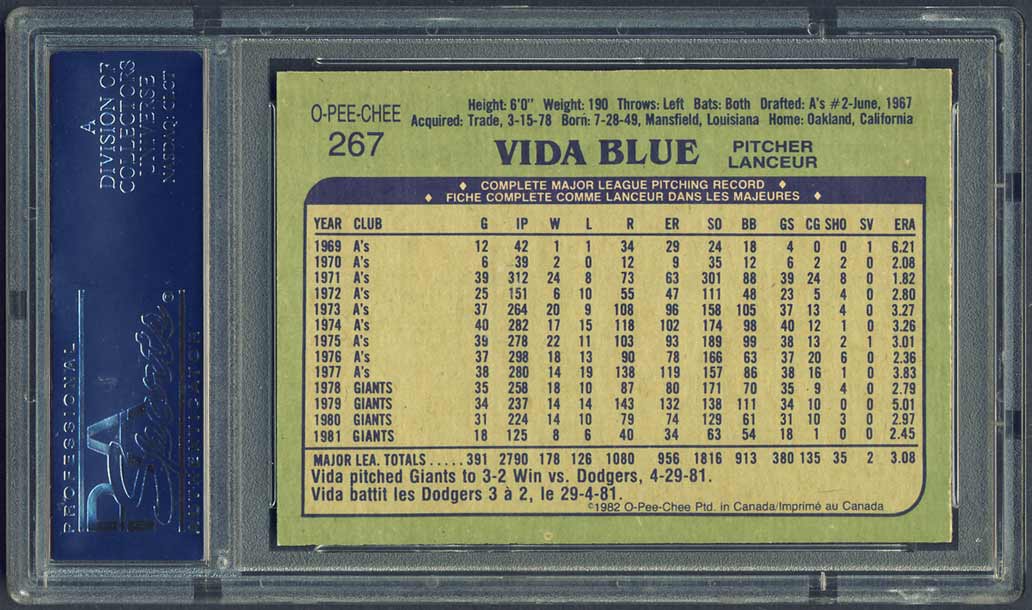 A
DIVISION OF
COLLECTORS
UNIVERSE
NASDAQ: CLCT
PROFESSIONAL
PSA
Sports
AUTHENTICATOR
O-PEE-CHEE
267
Height: 6'0" Weight: 190 Throws: Left Bats: Both Drafted: A's #2-June, 1967
Acquired: Trade, 3-15-78 Born: 7-28-49, Mansfield, Louisiana Home: Oakland, California
VIDA BLUE PITCHER
LANCEUR
♦ COMPLETE MAJOR LEAGUE PITCHING RECORD ♦
♦ FICHE COMPLETE COMME LANCEUR DANS LES MAJEURES ♦
YEAR CLUB G IP W L R ER SO BB GS CG SHO SV ERA
1969 A's 12 42 1 1 34 29 24 18 4 0 0 1 6.21
1970 A's 6 39 2 0 12 9 35 12 6 2 2 0 2.08
1971 A's 39 312 24 8 73 63 301 88 39 24 8 0 1.82
1972 A's 25 151 6 10 55 47 111 48 23 5 4 0 2.80
1973 A's 37 264 20 9 108 96 158 105 37 13 4 0 3.27
1974 A's 40 282 17 15 118 102 174 98 40 12 1 0 3.26
1975 A's 39 278 22 11 103 93 189 99 38 13 2 1 3.01
1976 A's 37 298 18 13 90 78 166 63 37 20 6 0 2.36
1977 A's 38 280 14 19 138 119 157 86 38 16 1 0 3.83
1978 GIANTS 35 258 18 10 87 80 171 70 35 9 4 0 2.79
1979 GIANTS 34 237 14 14 143 132 138 111 34 10 0 0 5.01
1980 GIANTS 31 224 14 10 79 74 129 61 31 10 3 0 2.97
1981 GIANTS 18 125 8 6 40 34 63 54 18 1 0 0 2.45
MAJOR LEA. TOTALS.....391 2790 178 126 1080 956 1816 913 380 135 35 2 3.08
Vida pitched Giants to 3-2 Win vs. Dodgers, 4-29-81.
Vida battit les Dodgers 3 à 2, le 29-4-81.
©1982 O-Pee-Chee Ptd. in Canada/Imprimé au Canada